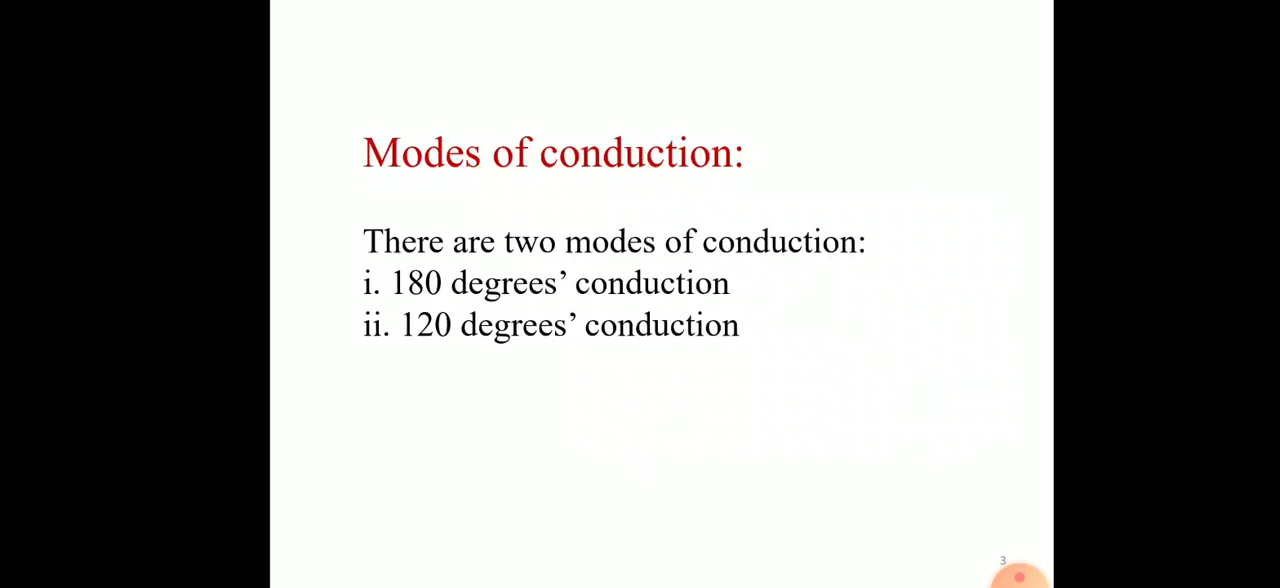 Modes of conduction:
There are two modes of conduction:
i. 180 degrees’ conduction
ii. 120 degrees’ conduction
3